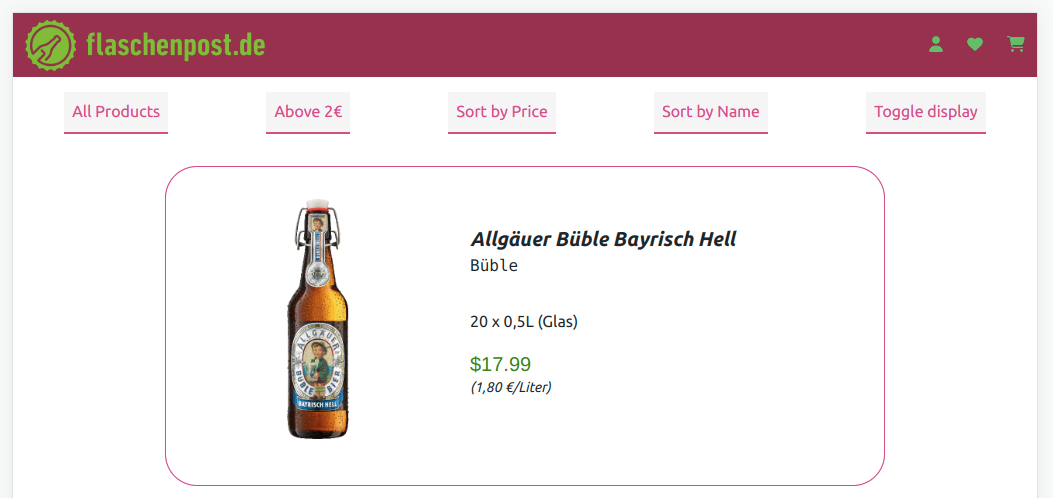 flaschenpost.de
All Products
Above 2€
Sort by Price
Sort by Name
Toggle display
Allgäuer Büble Bayrisch Hell
Büble
20 x 0,5L (Glas)
$17.99
(1,80 €/Liter)
ALLGÄUER
BÜBLE BIER
BAYRISCH HELL